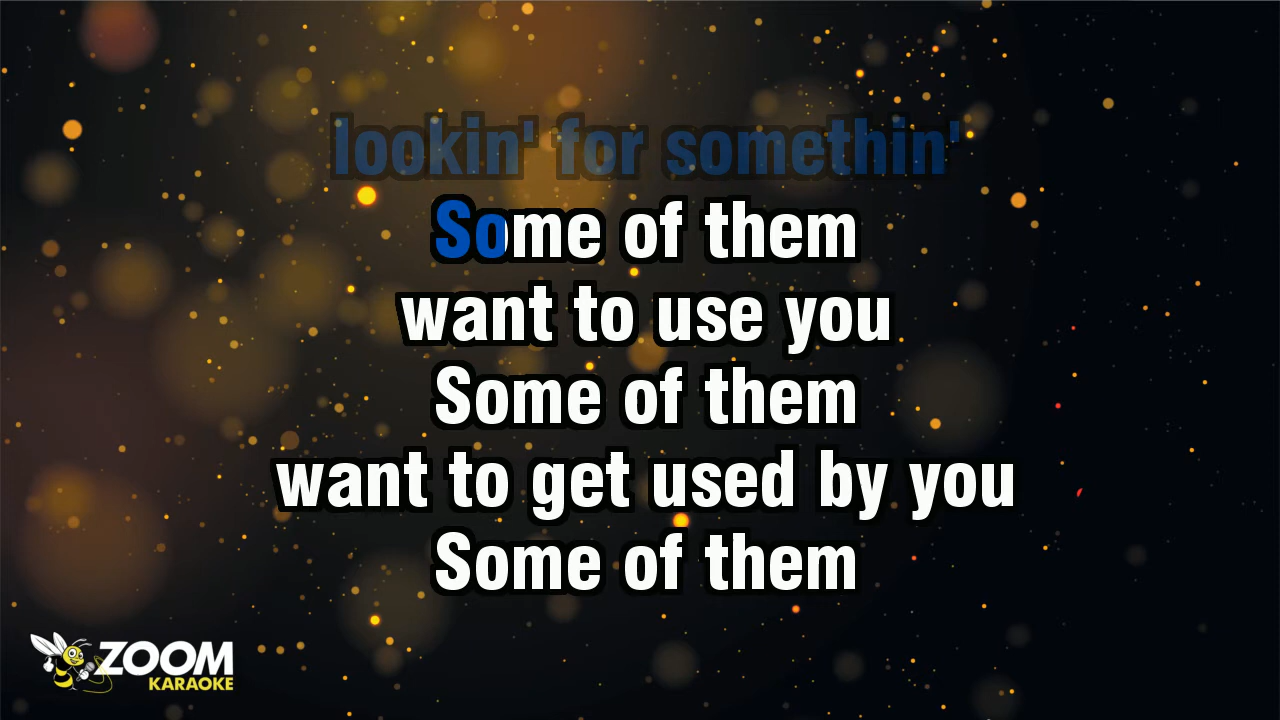 lookin' for somethin'
Some of them
want to use you
Some of them
want to get used by you
Some of them
ZOOM
KARAOKE